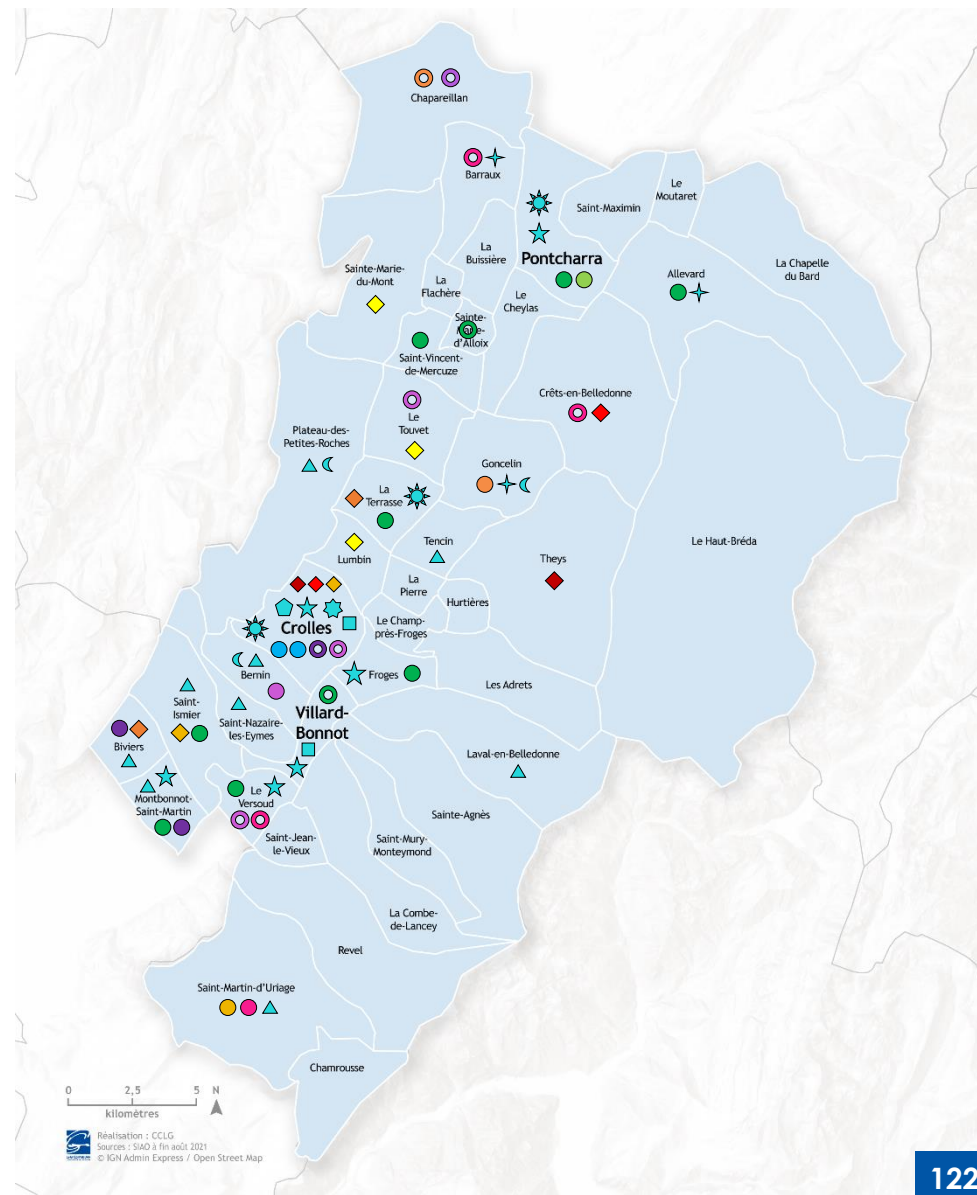 Chapareillan
Barraux
Le
Moutaret
Saint-Maximin
La
Buissière
Pontcharra
La Chapelle
du Bard
Sainte-Marie-
du-Mont
La
Flachère
Allevard
Le
Cheylas
Sainte-
Marie-
d'Alloix
Saint-Vincent-
de-Mercuze
Crêts-en-Belledonne
Le
Touvet
Plateau-des-
Petites-Roches
Goncelin
La
Terrasse
Le Haut-Bréda
Tencin
Lumbin
Theys
La
Pierre
Hurtières
Crolles
Le Champ-
près-Froges
Bernin
Froges
Les Adrets
Saint-
Ismier
Saint-Nazaire-
les-Eymes
Villard-
Bonnot
Biviers
Laval-en-Belledonne
Le
Versoud
Montbonnot-
Saint-Martin
Sainte-Agnès
Saint-Jean-
le-Vieux
Saint-Mury-
Monteymond
La Combe-
de-Lancey
Revel
Saint-Martin-d'Uriage
Chamrousse
0 2,5 5 N
kilomètres
Réalisation : CCLG
Sources : SIAO à fin août 2021
© IGN Admin Express / Open Street Map
122